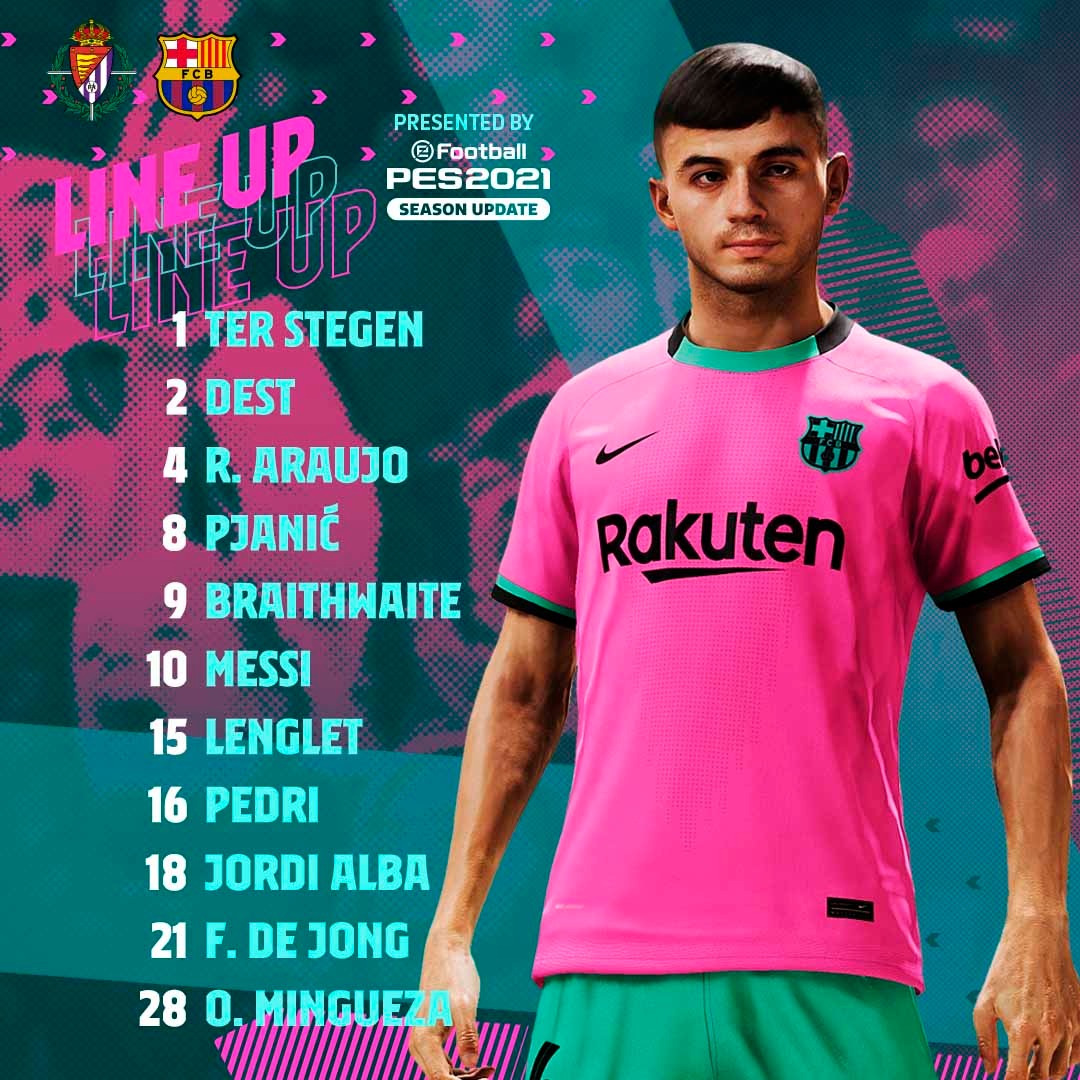 FCB
LINE UP
LINE UP
LINE UP
PRESENTED BY
eFootball
PES2021
SEASON UPDATE
1 TER STEGEN
2 DEST
4 R. ARAUJO
8 PJANIĆ
9 BRAITHWAITE
10 MESSI
15 LENGLET
16 PEDRI
18 JORDI ALBA
21 F. DE JONG
28 O. MINGUEZA
FCB
be
Rakuten